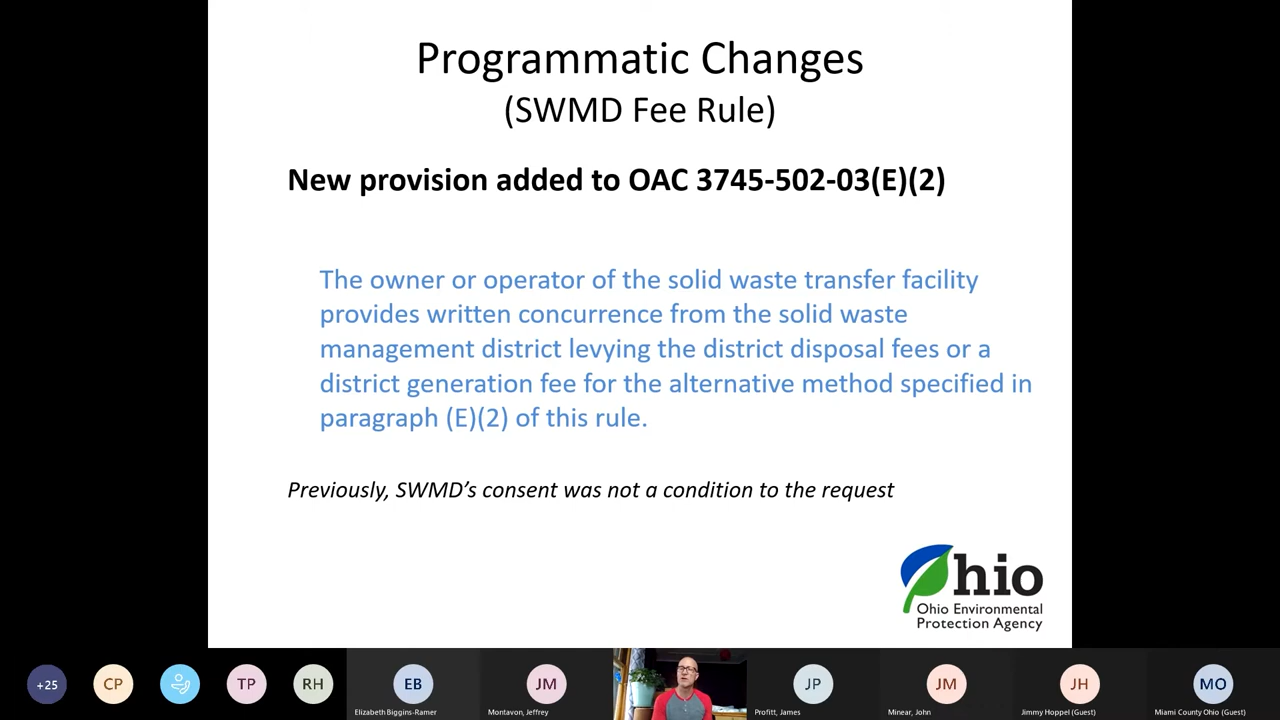 Programmatic Changes
(SWMD Fee Rule)
New provision added to OAC 3745-502-03(E)(2)
The owner or operator of the solid waste transfer facility
provides written concurrence from the solid waste
management district levying the district disposal fees or a
district generation fee for the alternative method specified in
paragraph (E)(2) of this rule.
Previously, SWMD’s consent was not a condition to the request
Ohio
Ohio Environmental
Protection Agency
+25
CP
TP
RH
EB
JM
JP
JM
JH
MO
Elizabeth Biggins-Ramer
Montavon, Jeffrey
Profitt, James
Minear, John
Jimmy Hoppel (Guest)
Miami County Ohio (Guest)